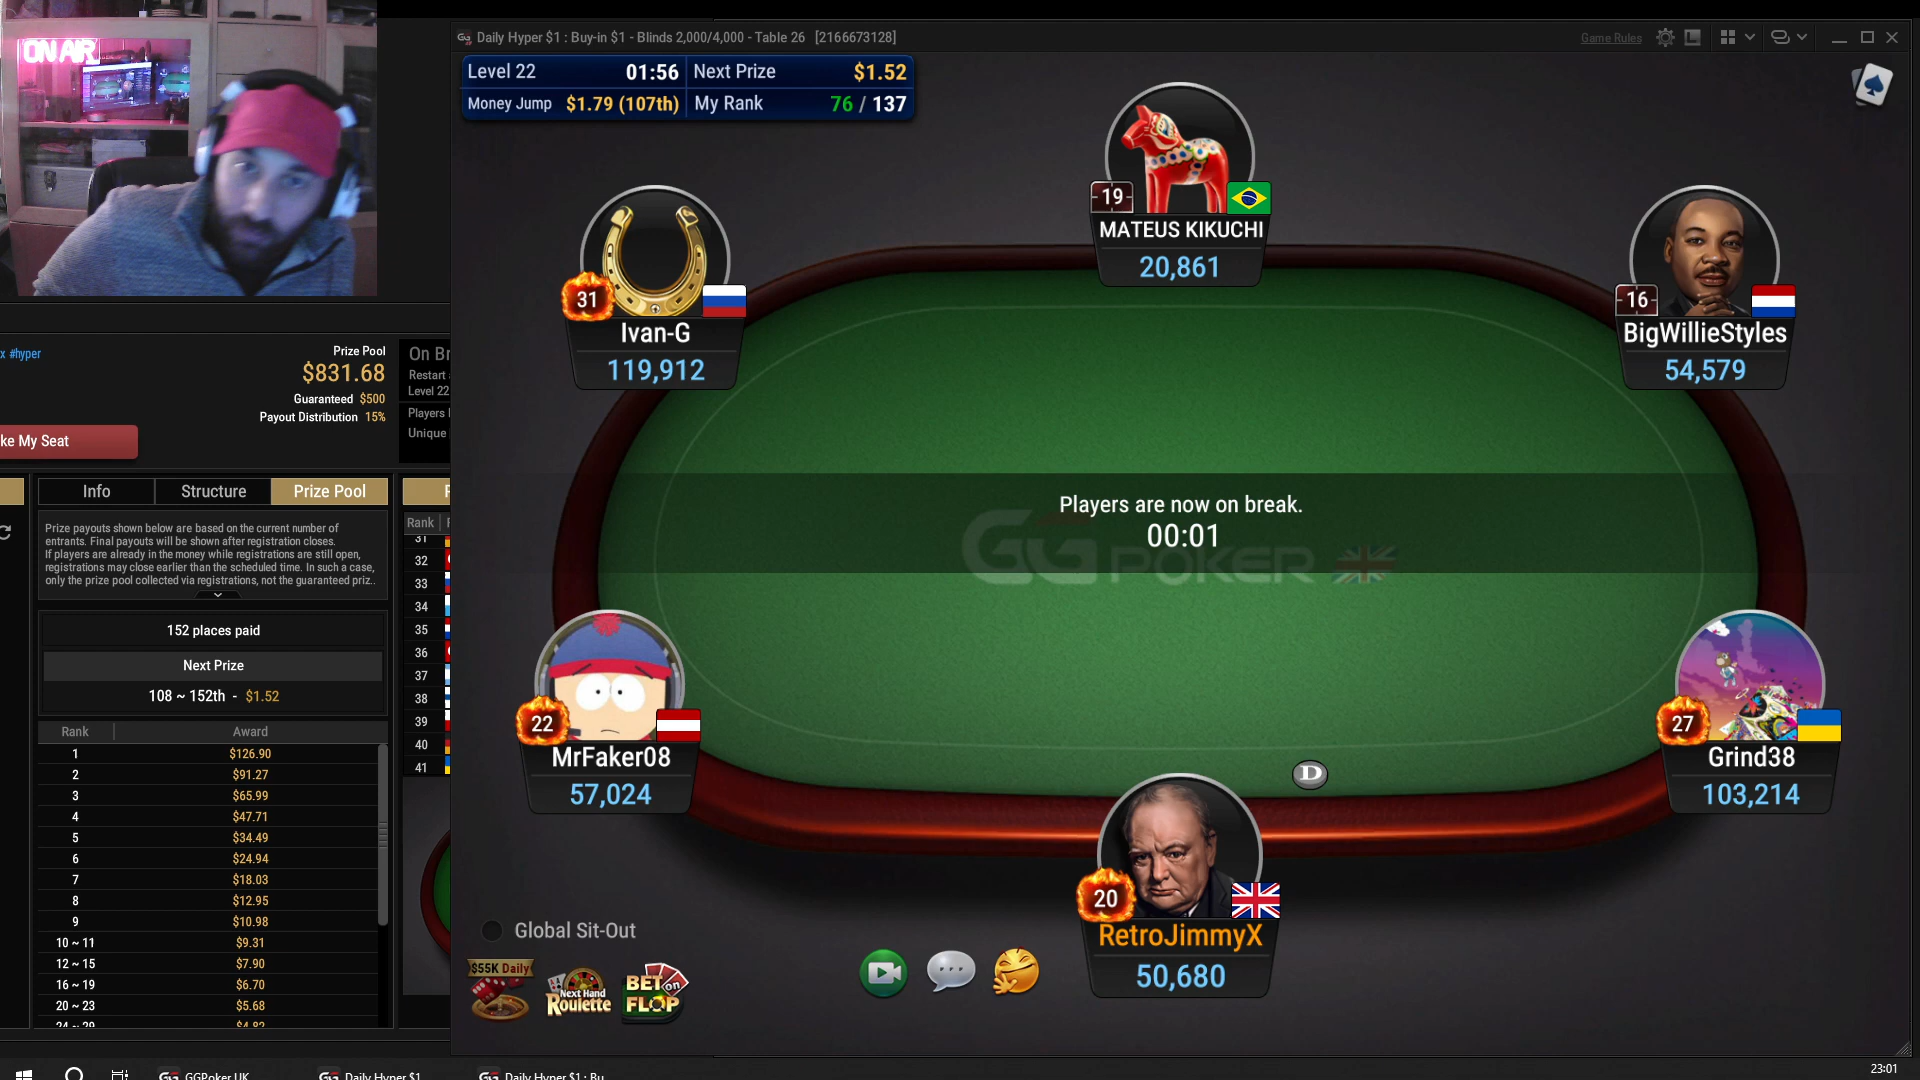 ON AIR
Daily Hyper $1 : Buy-in $1 - Blinds 2,000/4,000 - Table 26 [2166673128]
Game Rules
Level 22 01:56 Next Prize $1.52
Money Jump $1.79 (107th) My Rank 76 / 137
19
MATEUS KIKUCHI
20,861
31
Ivan-G
119,912
16
BigWillieStyles
54,579
x #hyper
Prize Pool
$831.68
Guaranteed $500
Payout Distribution 15%
ke My Seat
On Br
Restart
Level 22
Players
Unique
Info Structure Prize Pool
Prize payouts shown below are based on the current number of
entrants. Final payouts will be shown after registration closes.
If players are already in the money while registrations are still open,
registrations may close earlier than the scheduled time. In such a case,
only the prize pool collected via registrations, not the guaranteed priz..
152 places paid
Next Prize
108 ~ 152th - $1.52
Rank Award
1 $126.90
2 $91.27
3 $65.99
4 $47.71
5 $34.49
6 $24.94
7 $18.03
8 $12.95
9 $10.98
10 ~ 11 $9.31
12 ~ 15 $7.90
16 ~ 19 $6.70
20 ~ 23 $5.68
24 ~ 29 $4.82
Rank
31
32
33
34
35
36
37
38
39
40
41
Players are now on break.
00:01
GG POKER
22
MrFaker08
57,024
D
27
Grind38
103,214
20
RetroJimmyX
50,680
Global Sit-Out
$55K Daily
Next Hand
Roulette
BET on
FLOP
GGPoker UK
Daily Hyper $1
Daily Hyper $1 : Bu
23:01